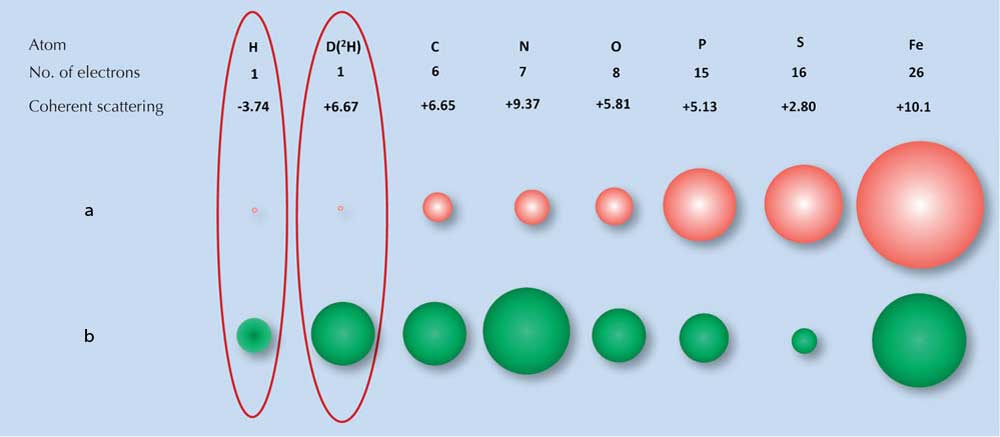 Atom H D(²H) C N O P S Fe
No. of electrons 1 1 6 7 8 15 16 26
Coherent scattering -3.74 +6.67 +6.65 +9.37 +5.81 +5.13 +2.80 +10.1
a
b